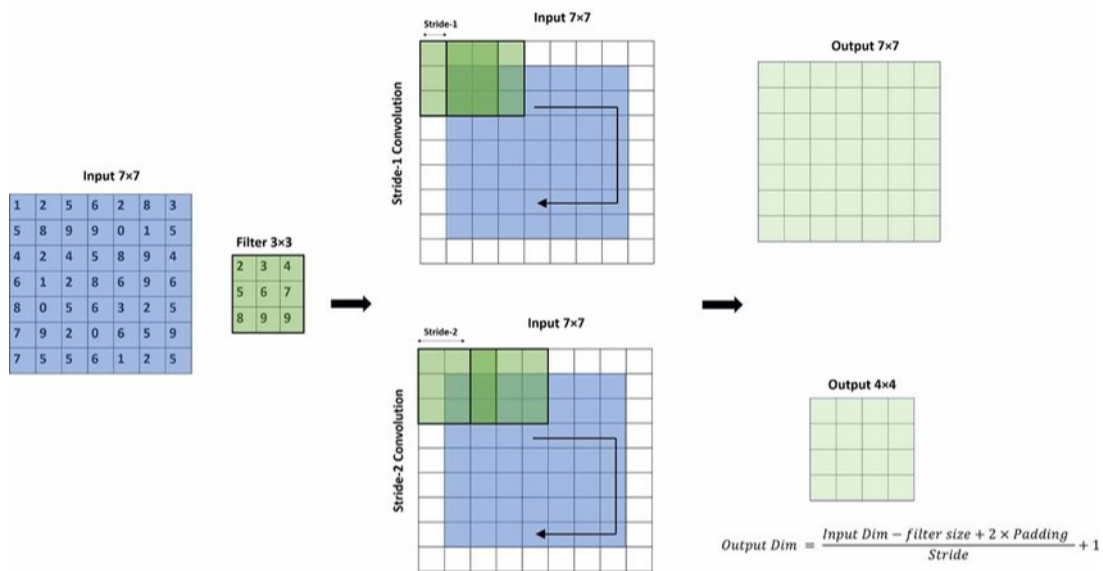 Input 7×7
1 2 5 6 2 8 3
5 8 9 9 0 1 5
4 2 4 5 8 9 4
6 1 2 8 6 9 6
8 0 5 6 3 2 5
7 9 2 0 6 5 9
7 5 5 6 1 2 5
Filter 3×3
2 3 4
5 6 7
8 9 9
Input 7×7
Stride-1
Stride-1 Convolution
Input 7×7
Stride-2
Stride-2 Convolution
Output 7×7
Output 4×4
Output Dim = Input Dim − filter size + 2 × Padding / Stride + 1